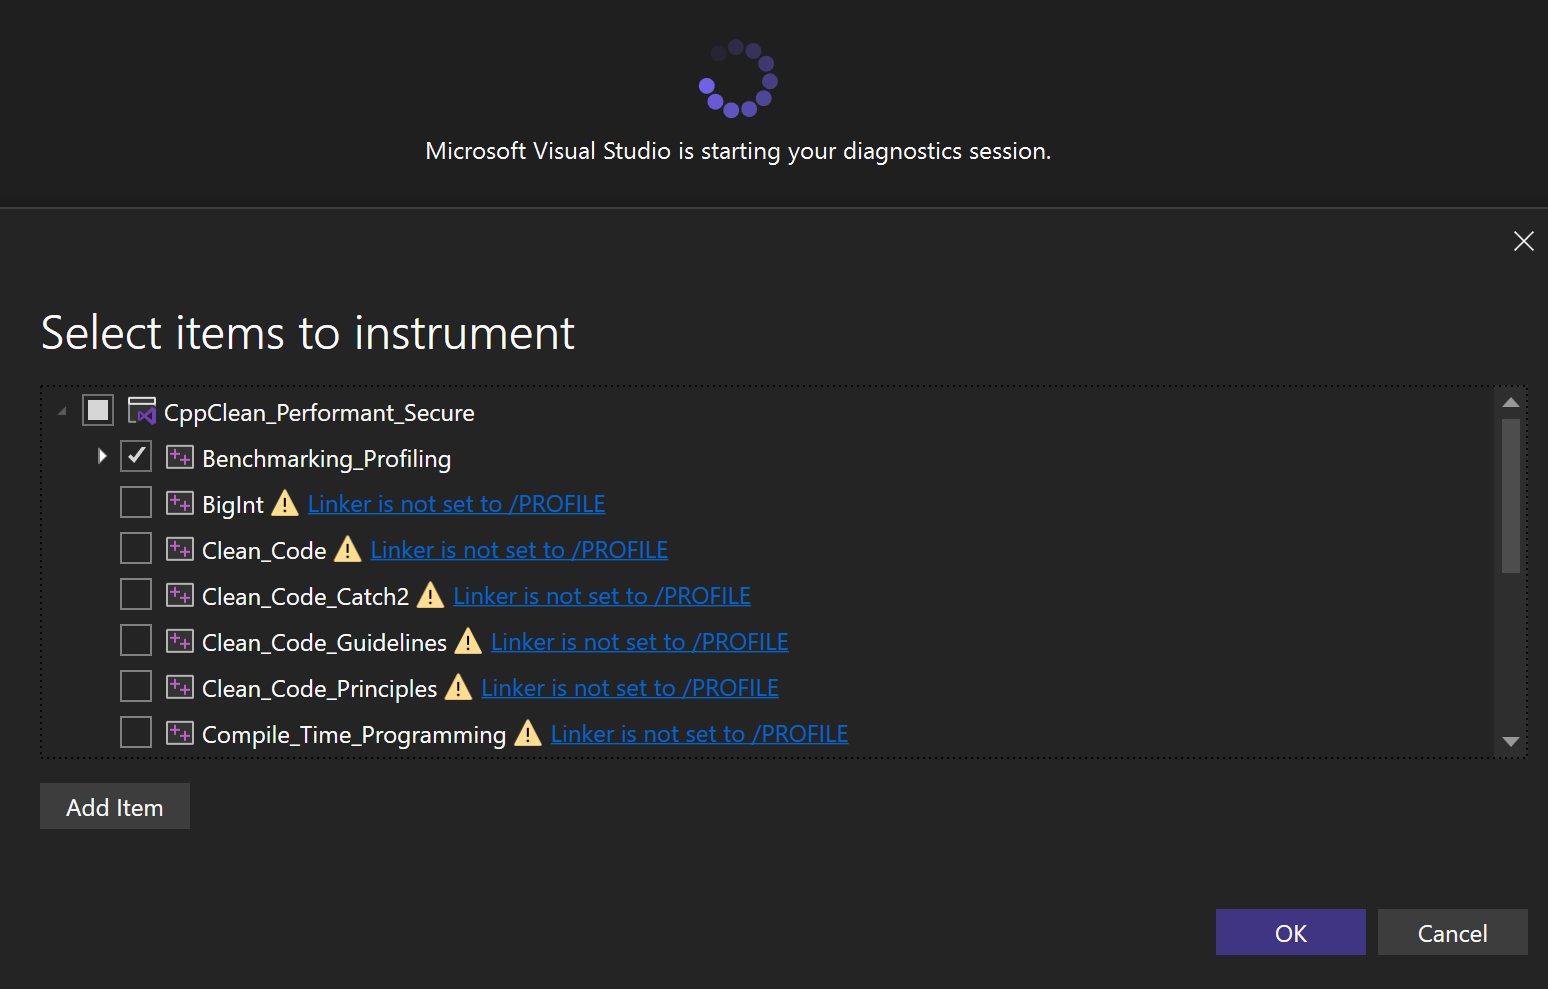 Microsoft Visual Studio is starting your diagnostics session.
Select items to instrument
CppClean_Performant_Secure
Benchmarking_Profiling
BigInt Linker is not set to /PROFILE
Clean_Code Linker is not set to /PROFILE
Clean_Code_Catch2 Linker is not set to /PROFILE
Clean_Code_Guidelines Linker is not set to /PROFILE
Clean_Code_Principles Linker is not set to /PROFILE
Compile_Time_Programming Linker is not set to /PROFILE
Add Item
OK Cancel